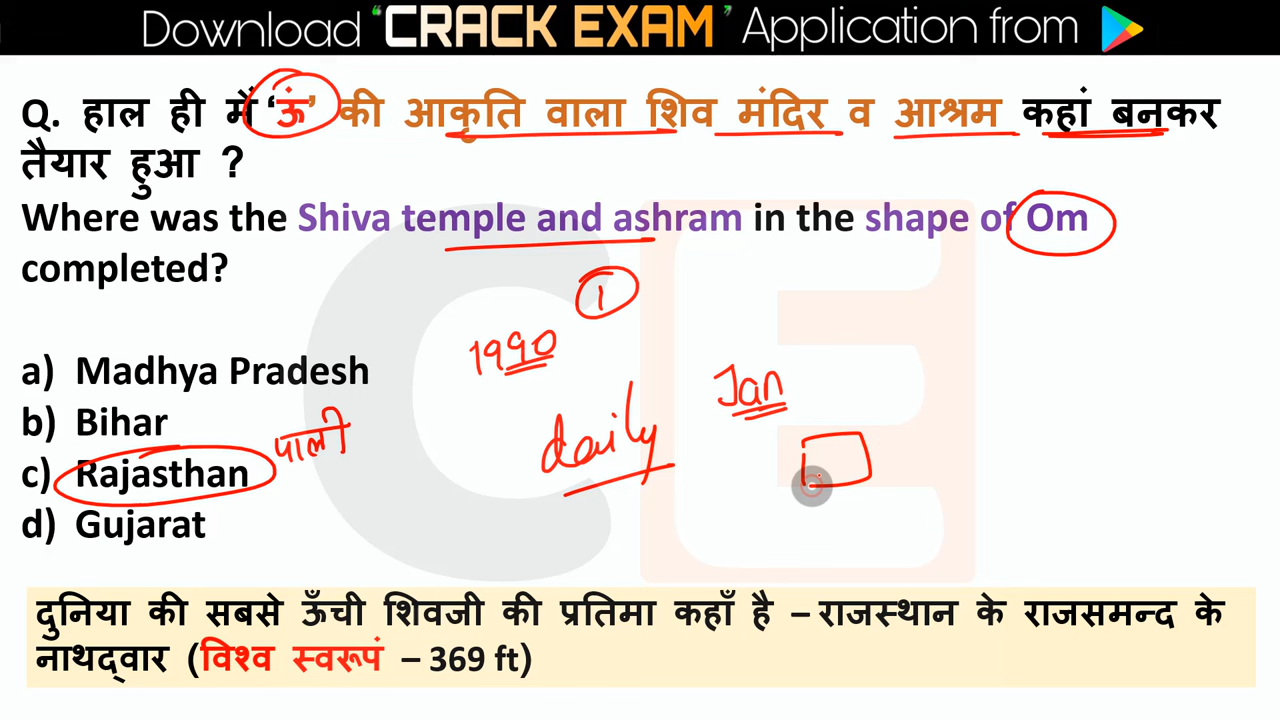 Download "CRACK EXAM" Application from
Q. हाल ही में ‘ऊं’ की आकृति वाला शिव मंदिर व आश्रम कहां बनकर
तैयार हुआ ?
Where was the Shiva temple and ashram in the shape of Om
completed?
1
1990
a) Madhya Pradesh
Jan
b) Bihar
पाली
daily
c) Rajasthan
d) Gujarat
CE
दुनिया की सबसे ऊँची शिवजी की प्रतिमा कहाँ है – राजस्थान के राजसमन्द के
नाथद्वार (विश्व स्वरूपं – 369 ft)